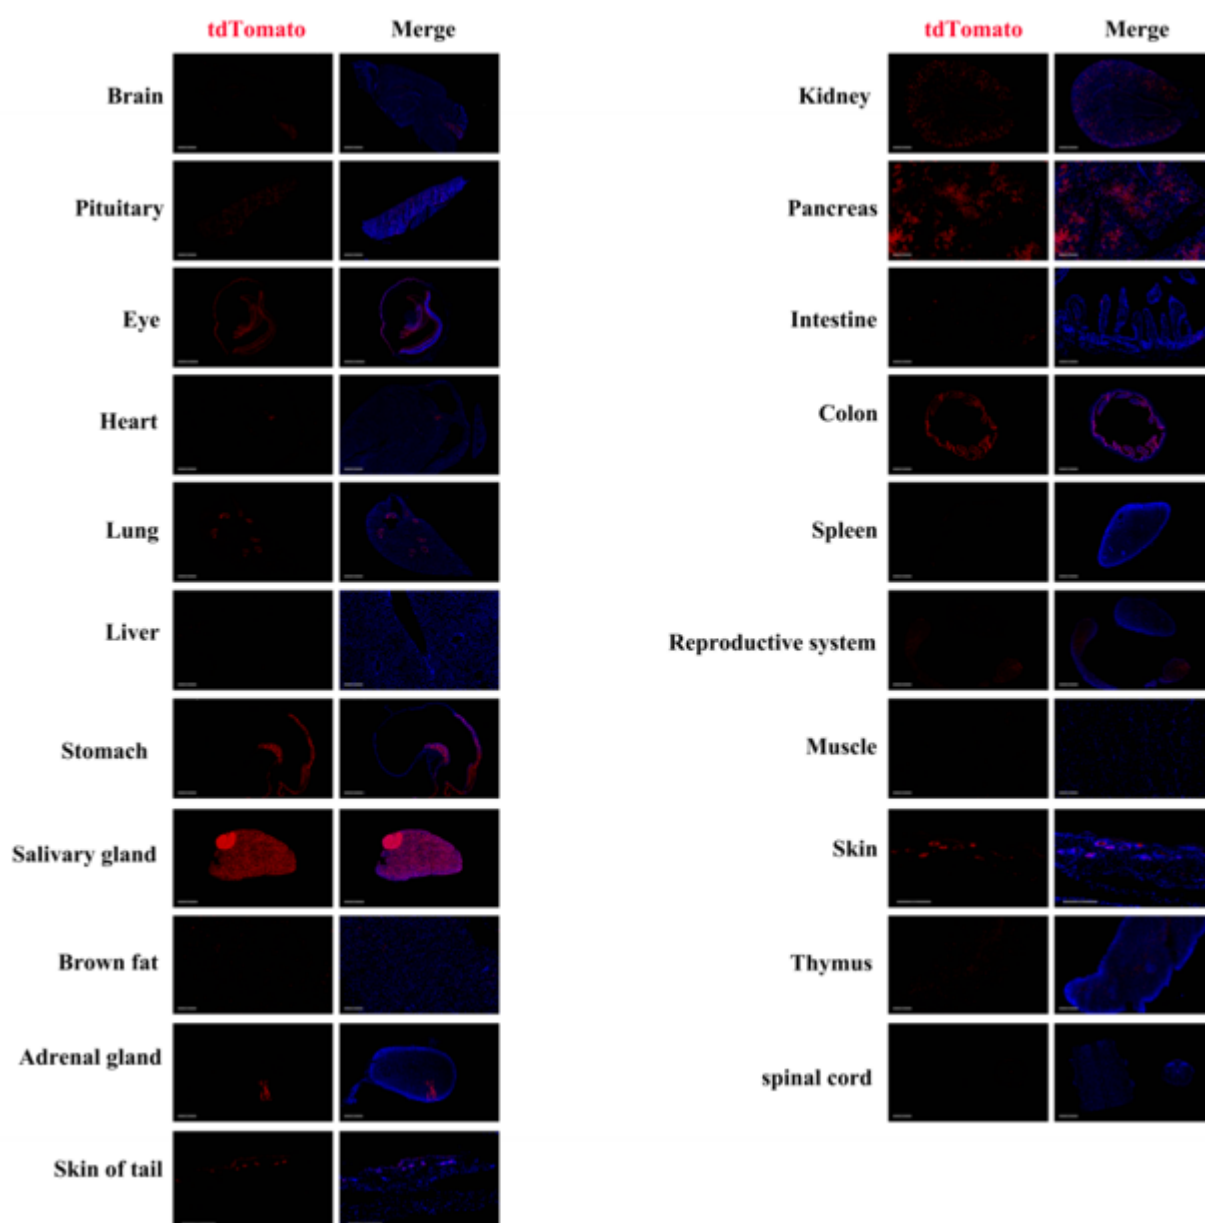 tdTomato Merge
Brain
Pituitary
Eye
Heart
Lung
Liver
Stomach
Salivary gland
Brown fat
Adrenal gland
Skin of tail
tdTomato Merge
Kidney
Pancreas
Intestine
Colon
Spleen
Reproductive system
Muscle
Skin
Thymus
spinal cord